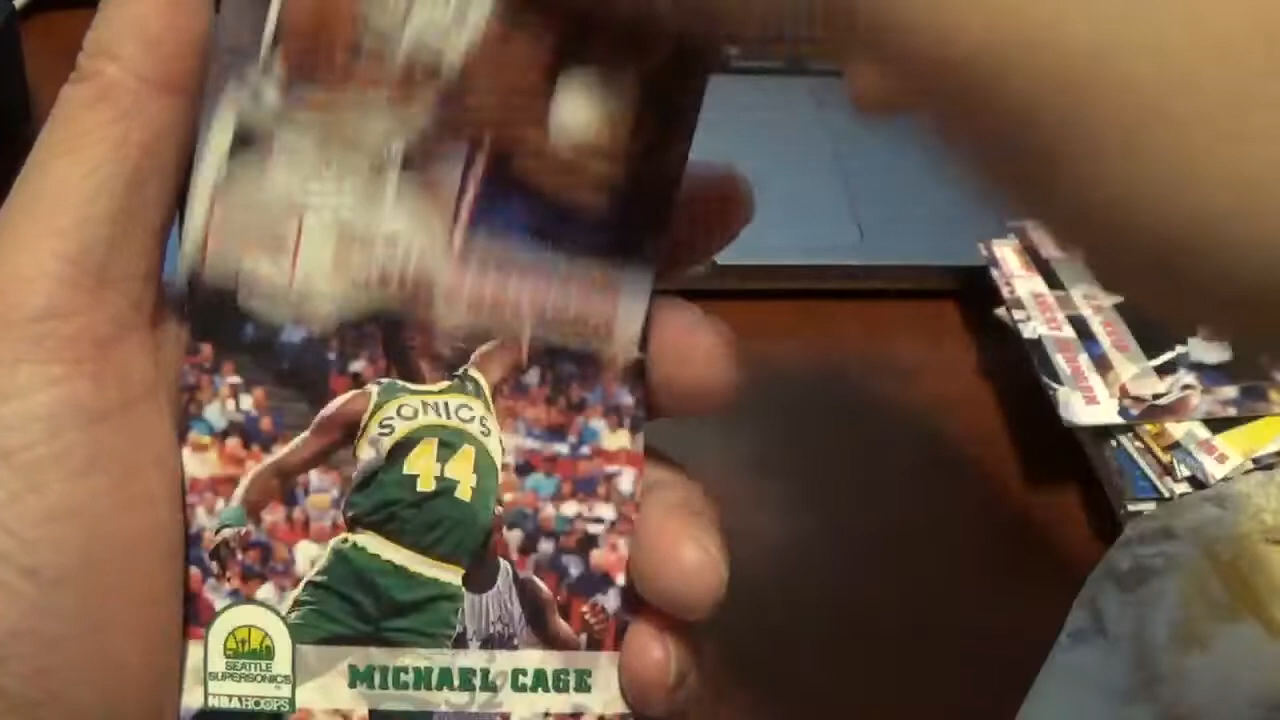 SONICS
44
SEATTLE
SUPERSONICS
NBA HOOPS
MICHAEL CAGE